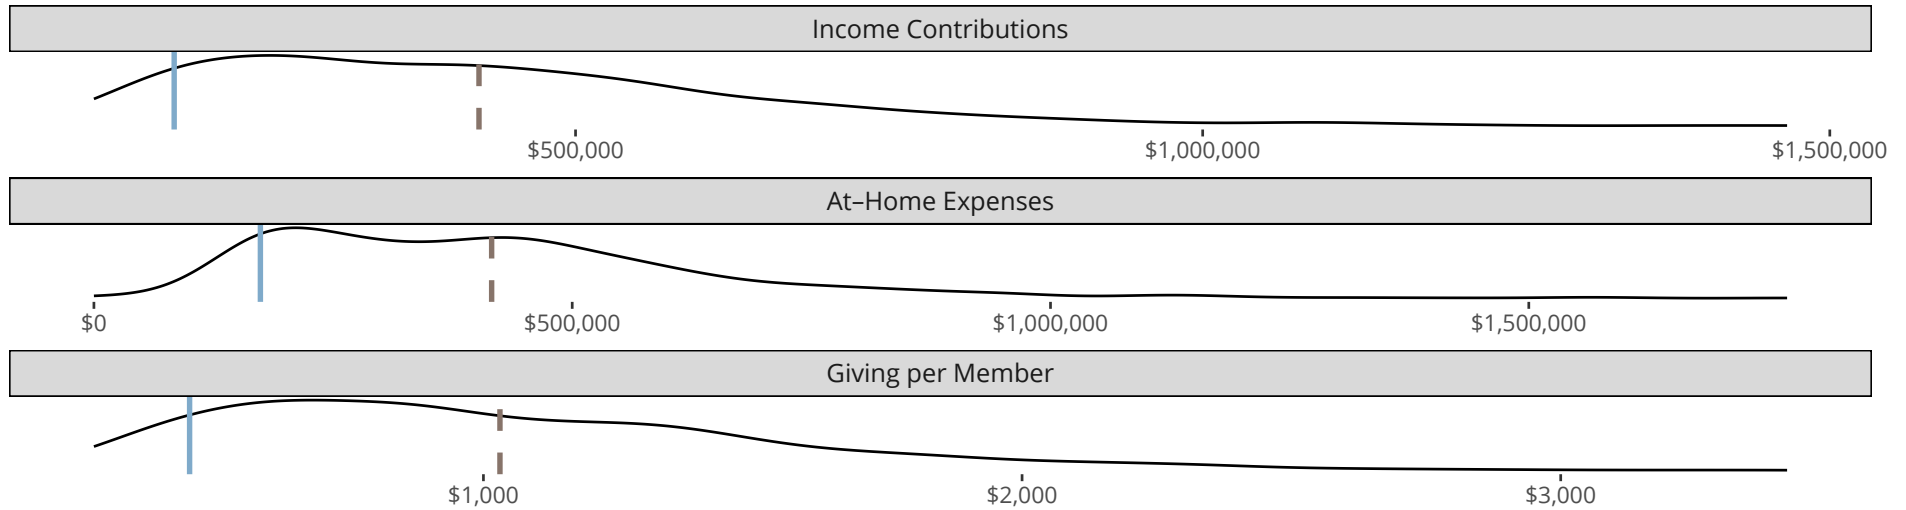 Income Contributions
$500,000 $1,000,000 $1,500,000
At–Home Expenses
$0 $500,000 $1,000,000 $1,500,000
Giving per Member
$1,000 $2,000 $3,000